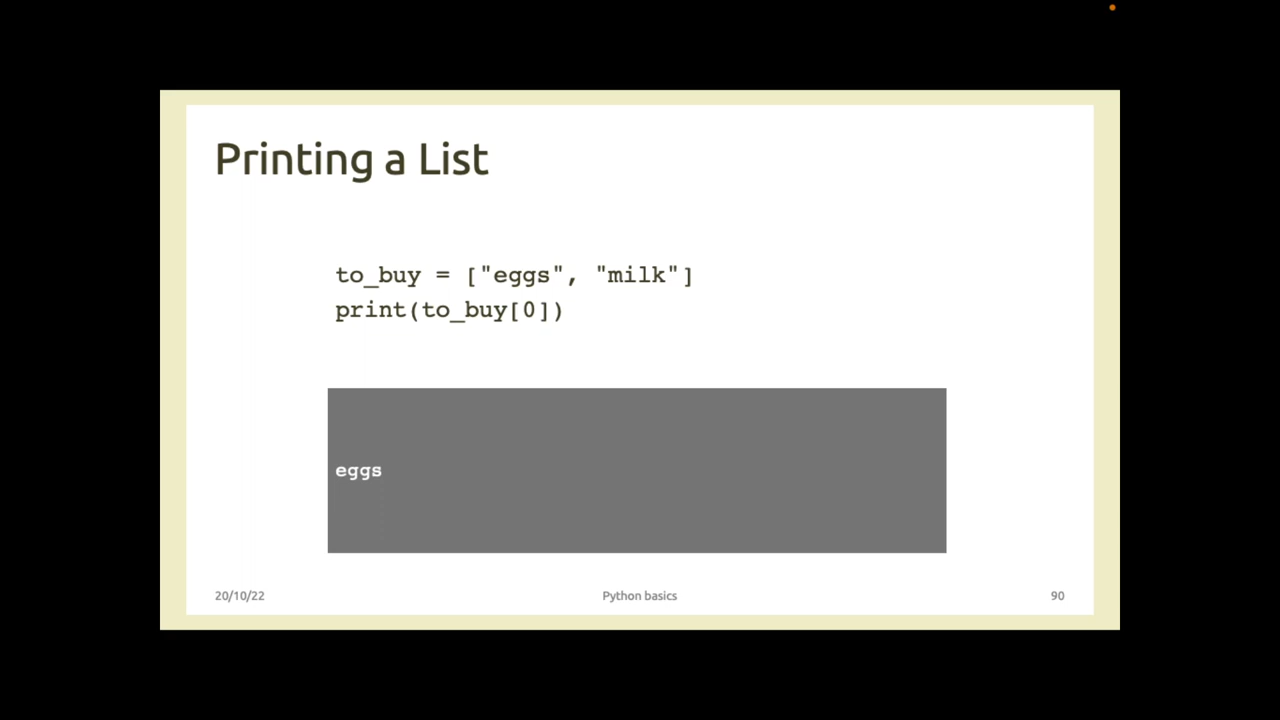 Printing a List
to_buy = ["eggs", "milk"]
print(to_buy[0])
eggs
20/10/22
Python basics
90